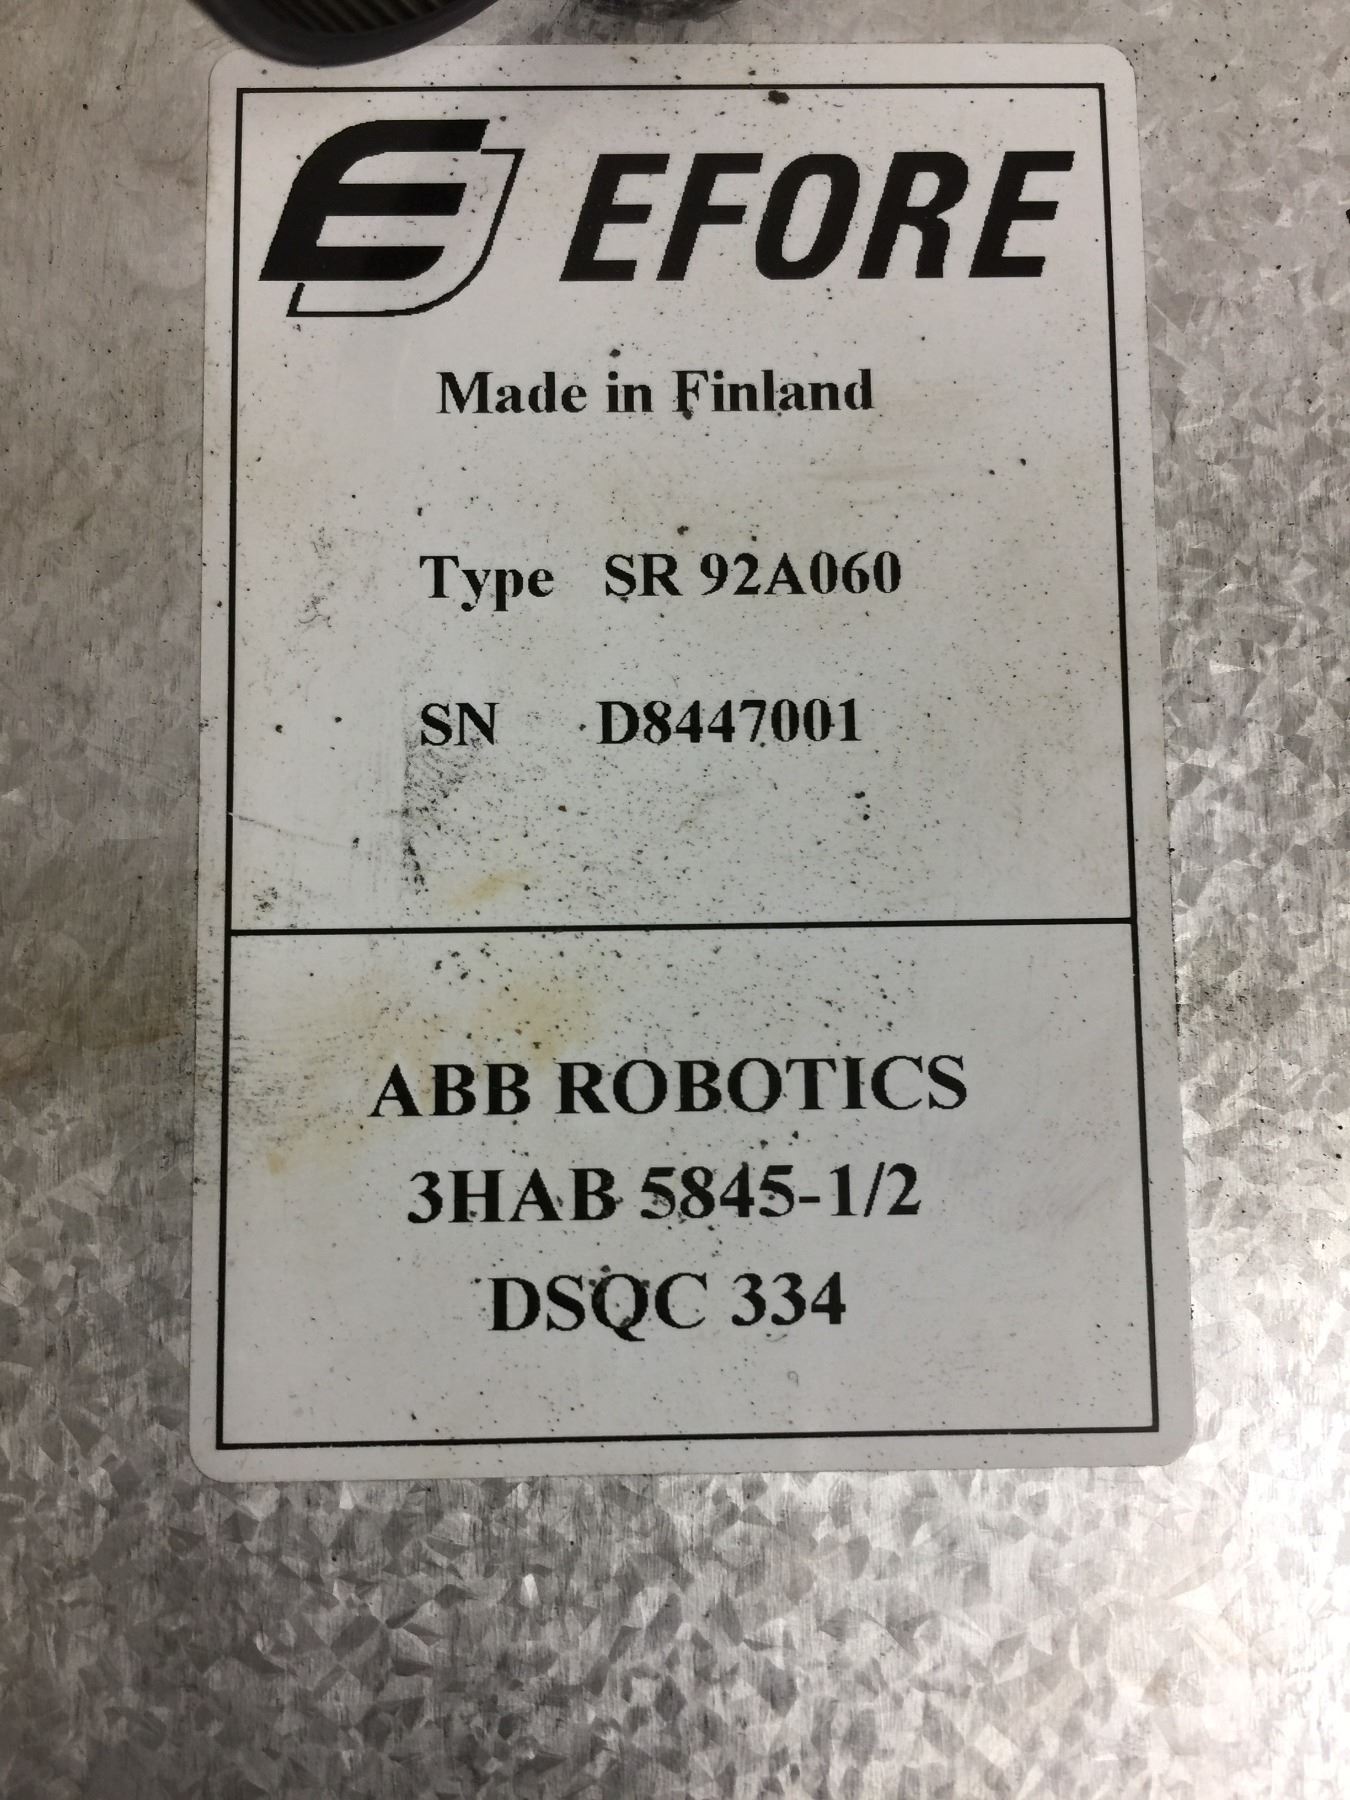 EFORE
Made in Finland
Type SR 92A060
SN D8447001
ABB ROBOTICS
3HAB 5845-1/2
DSQC 334